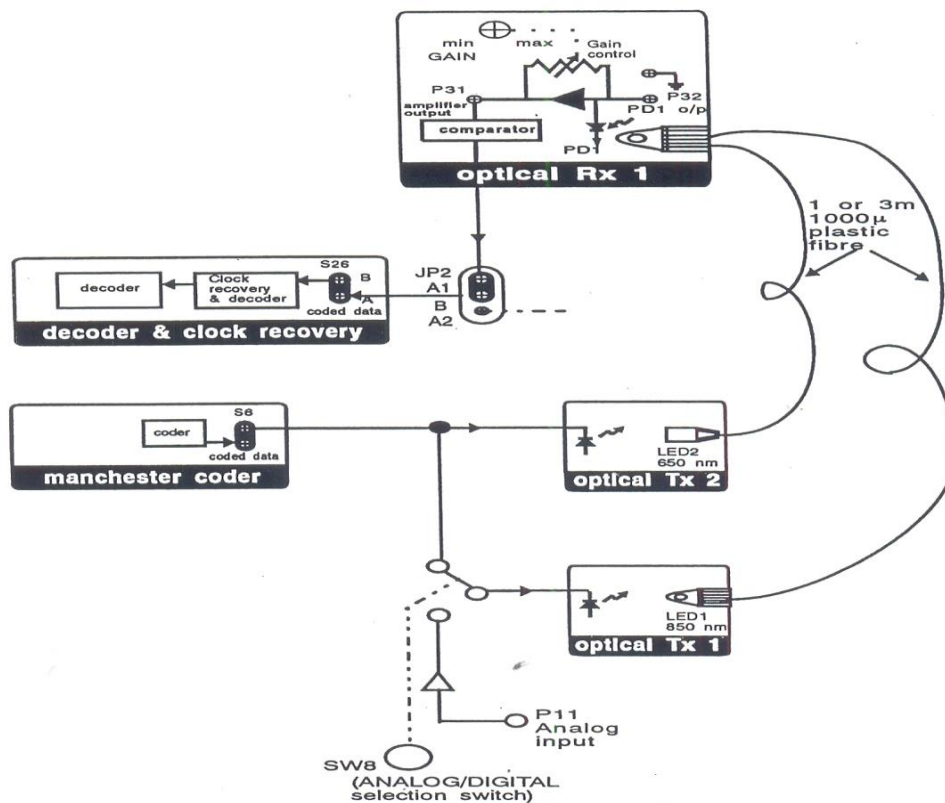 min
max
GAIN
Gain
control
P31
P32
amplifier
output
PD1 o/p
comparator
PD1
optical Rx 1
1 or 3m
1000µ
plastic
fibre
S26
B
JP2
decoder
Clock
recovery
& decoder
A1
A
B
coded data
A2
decoder & clock recovery
S6
coder
coded data
LED2
650 nm
manchester coder
optical Tx 2
LED1
850 nm
optical Tx 1
P11
Analog
input
SW8
(ANALOG/DIGITAL
selection switch)